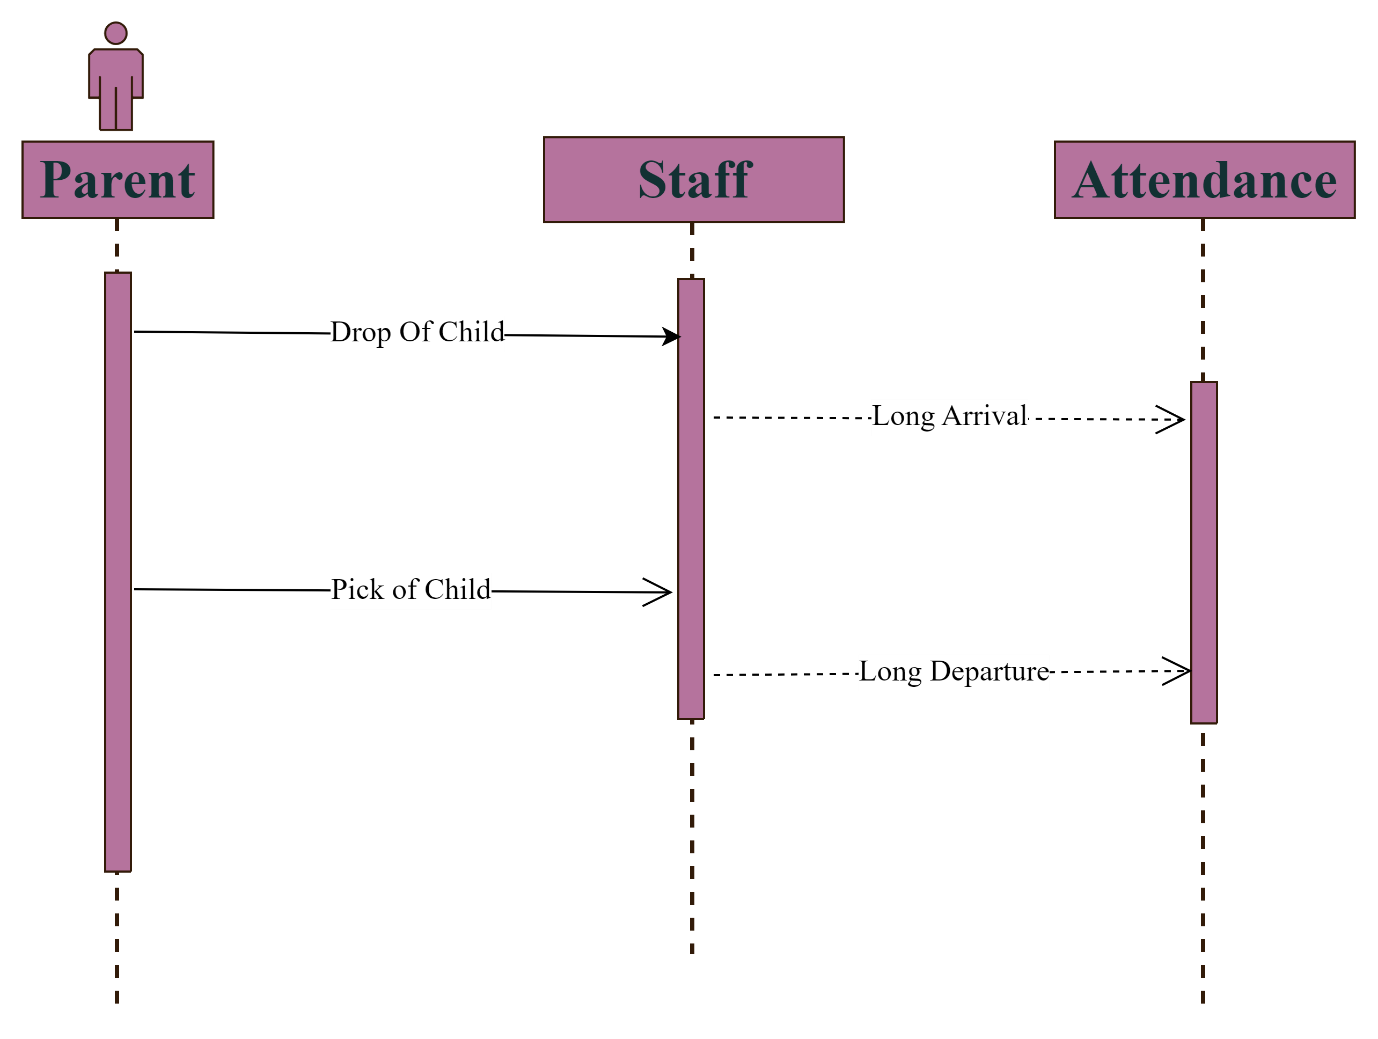 Parent
Staff
Attendance
Drop Of Child
Long Arrival
Pick of Child
Long Departure